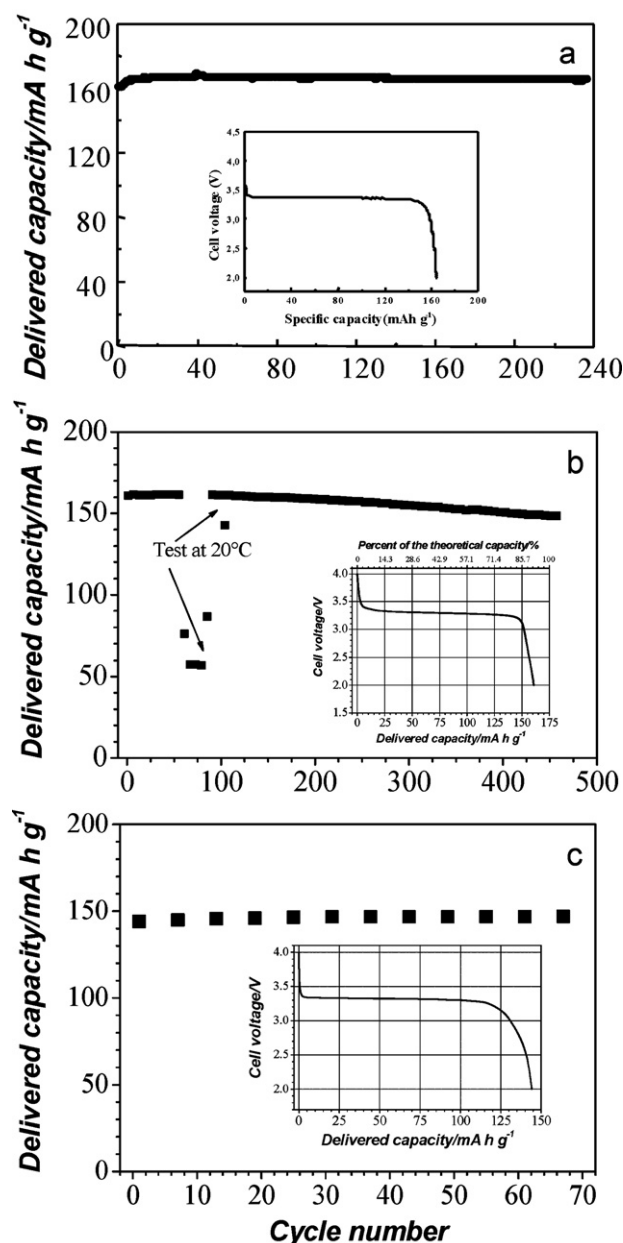 a
Delivered capacity/mA h g-1
200
160
120
80
40
0
4,5
4,0
3,5
3,0
2,5
2,0
Cell voltage (V)
0 40 80 120 160 200
Specific capacity (mAh g-1)
0 40 80 120 160 200 240
b
Delivered capacity/mA h g-1
200
150
100
50
0
Test at 20°C
Percent of the theoretical capacity/%
0 14.3 28.6 42.9 57.1 71.4 85.7 100
4.0
3.5
3.0
2.5
2.0
1.5
Cell voltage/V
0 25 50 75 100 125 150 175
Delivered capacity/mA h g-1
0 100 200 300 400 500
c
Delivered capacity/mA h g-1
200
150
100
50
0
4.0
3.5
3.0
2.5
2.0
Cell voltage/V
0 25 50 75 100 125 150
Delivered capacity/mA h g-1
0 10 20 30 40 50 60 70
Cycle number